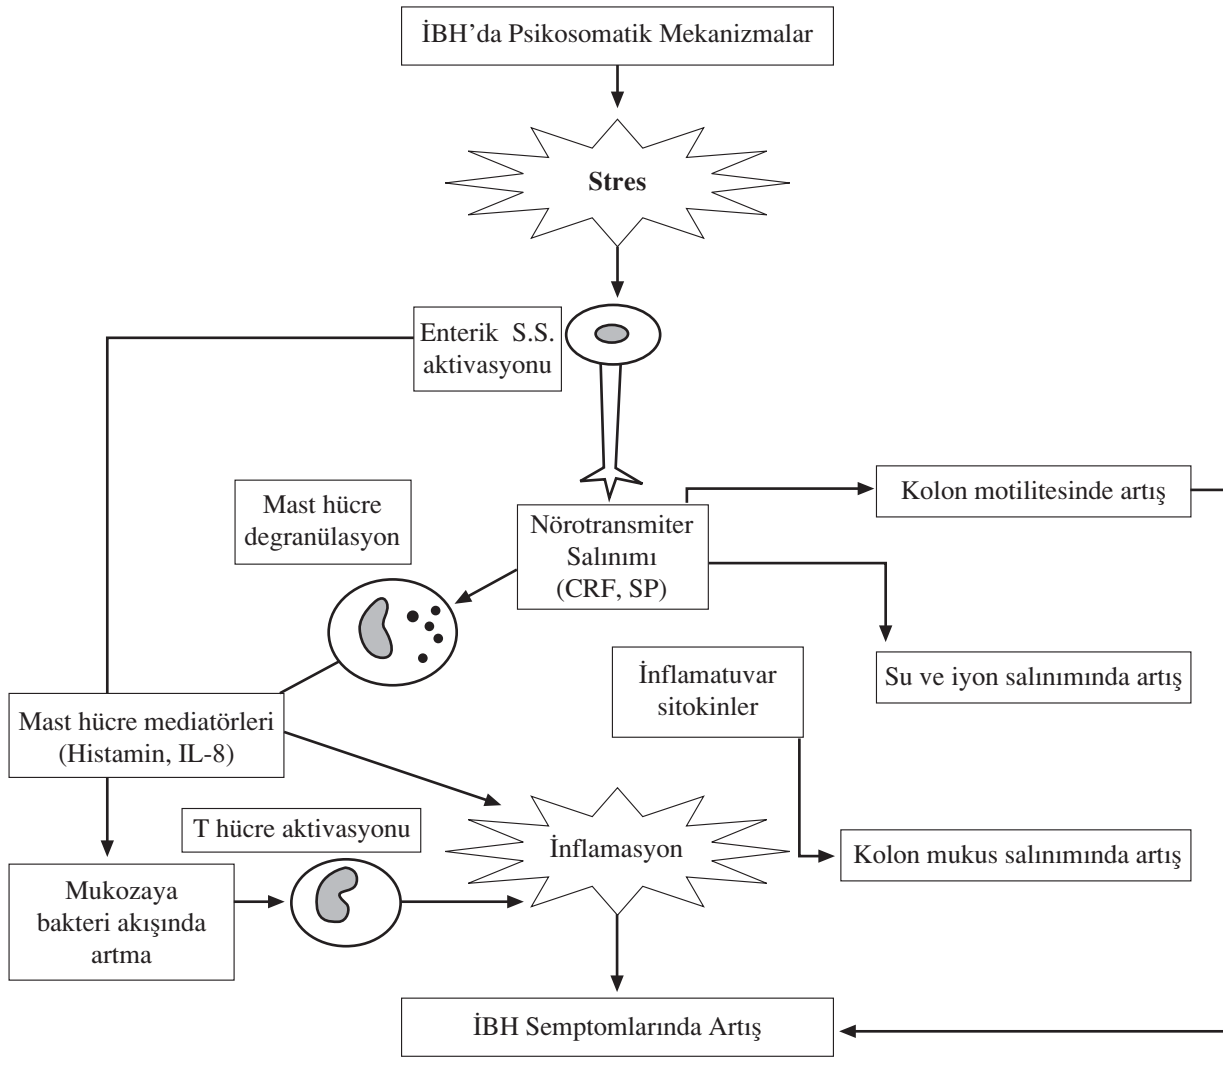 İBH’da Psikosomatik Mekanizmalar
Stres
Enterik S.S.
aktivasyonu
Mast hücre
degranülasyon
Nörotransmiter
Salınımı
(CRF, SP)
Kolon motilitesinde artış
Su ve iyon salınımında artış
İnflamatuvar
sitokinler
Mast hücre mediatörleri
(Histamin, IL-8)
T hücre aktivasyonu
İnflamasyon
Kolon mukus salınımında artış
Mukozaya
bakteri akışında
artma
İBH Semptomlarında Artış